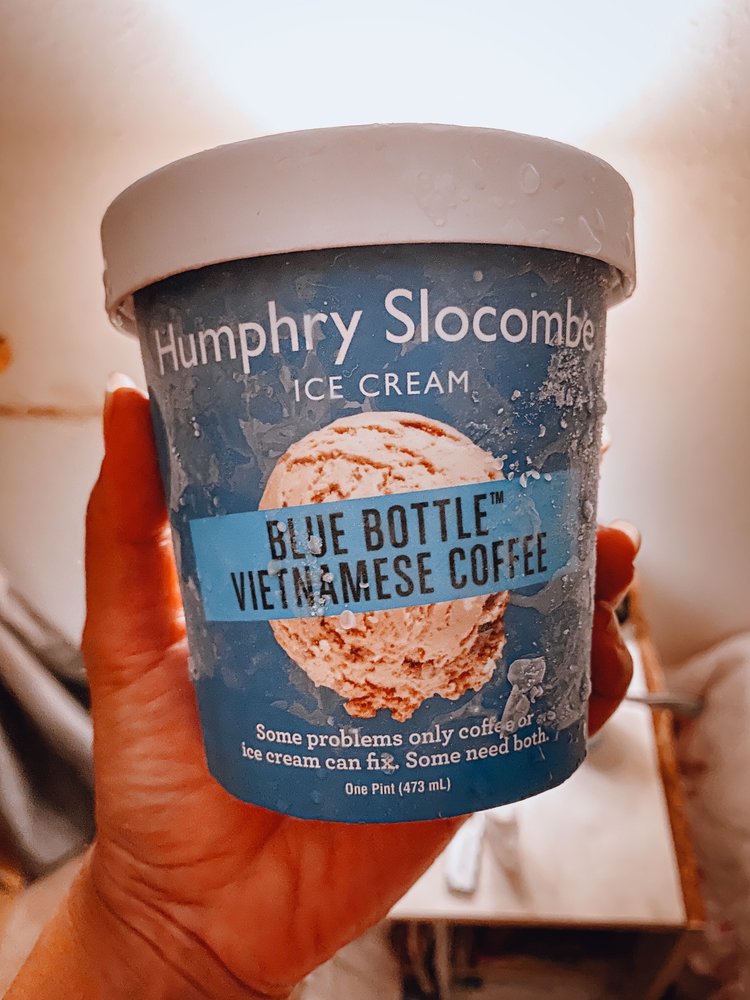 Humphry Slocombe
ICE CREAM
BLUE BOTTLE™
VIETNAMESE COFFEE
Some problems only coffee or
ice cream can fix. Some need both.
One Pint (473 mL)